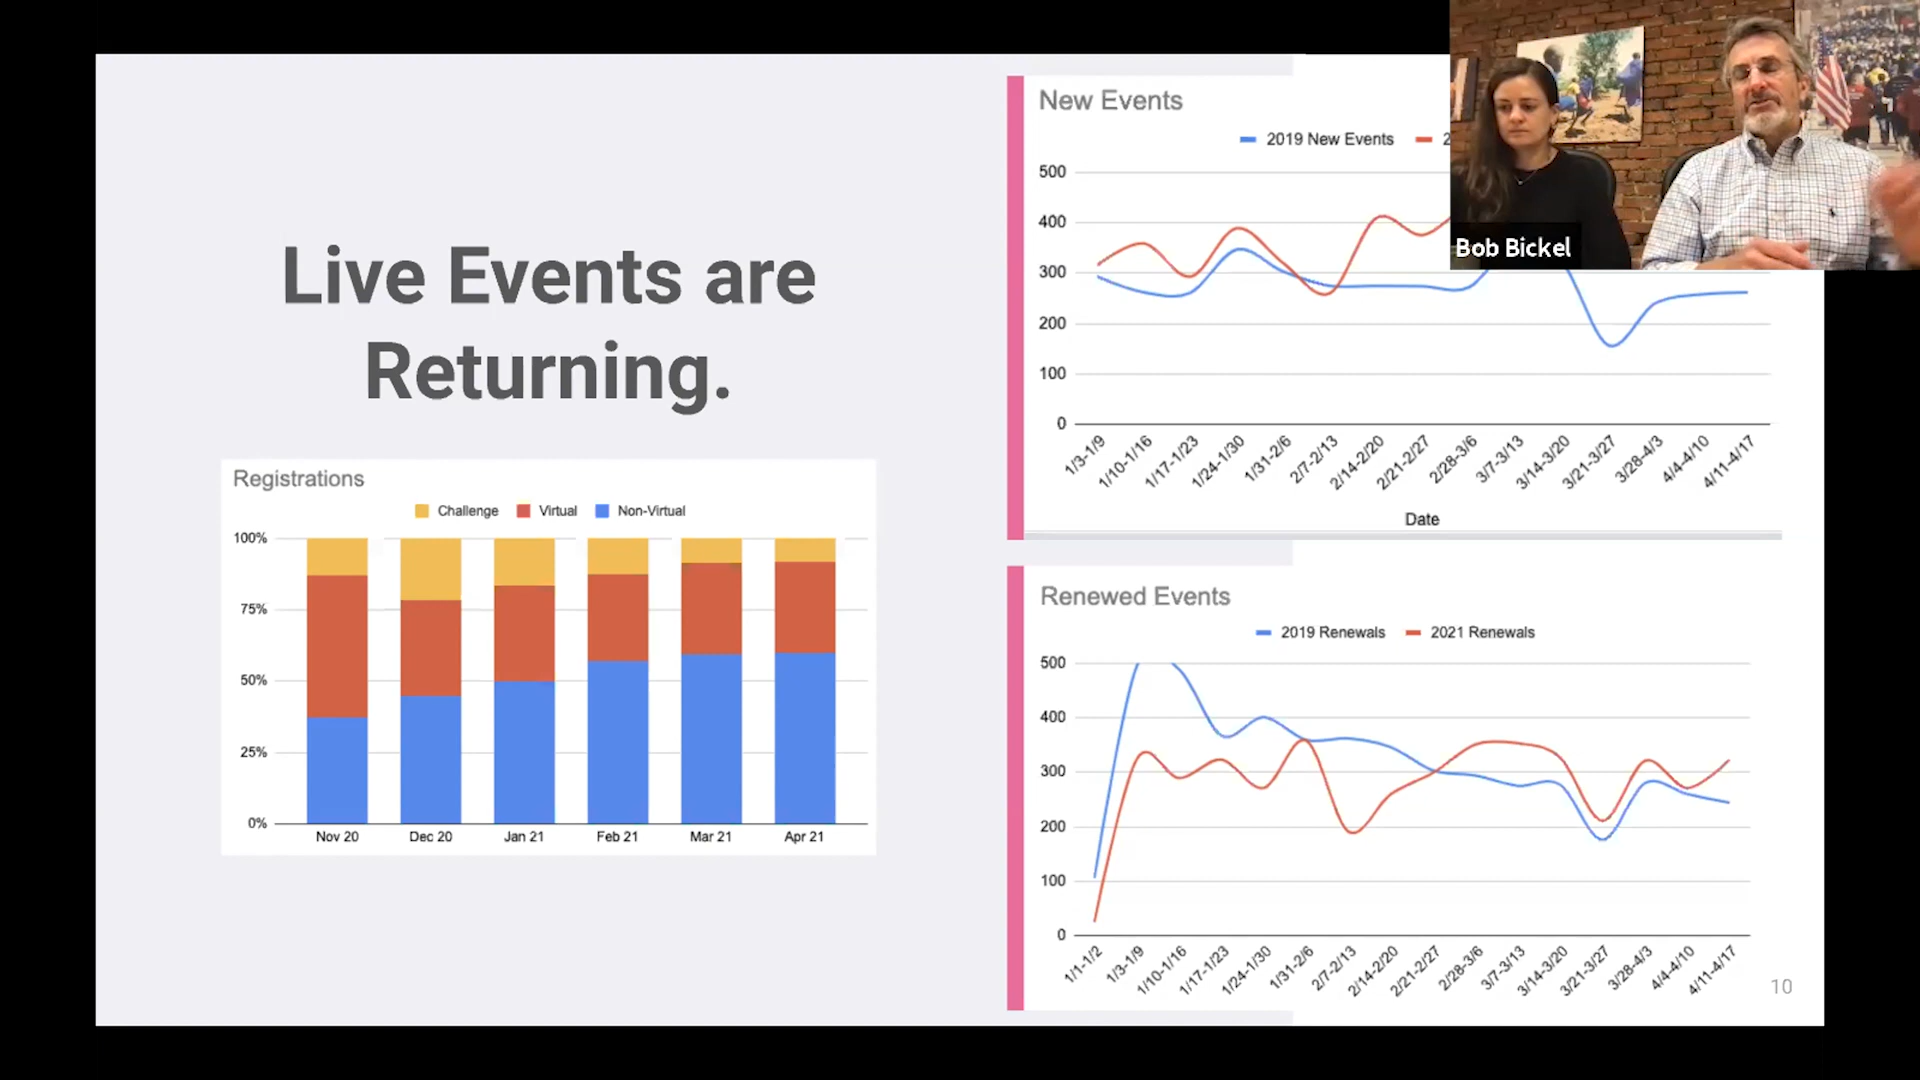 Live Events are
Returning.
Registrations
Challenge Virtual Non-Virtual
100%
75%
50%
25%
0%
Nov 20 Dec 20 Jan 21 Feb 21 Mar 21 Apr 21
New Events
2019 New Events 2
500
400
300
200
100
0
1/3-1/9 1/10-1/16 1/17-1/23 1/24-1/30 1/31-2/6 2/7-2/13 2/14-2/20 2/21-2/27 2/28-3/6 3/7-3/13 3/14-3/20 3/21-3/27 3/28-4/3 4/4-4/10 4/11-4/17
Date
Renewed Events
2019 Renewals 2021 Renewals
500
400
300
200
100
0
1/1-1/2 1/3-1/9 1/10-1/16 1/17-1/23 1/24-1/30 1/31-2/6 2/7-2/13 2/14-2/20 2/21-2/27 2/28-3/6 3/7-3/13 3/14-3/20 3/21-3/27 3/28-4/3 4/4-4/10 4/11-4/17
10
Bob Bickel